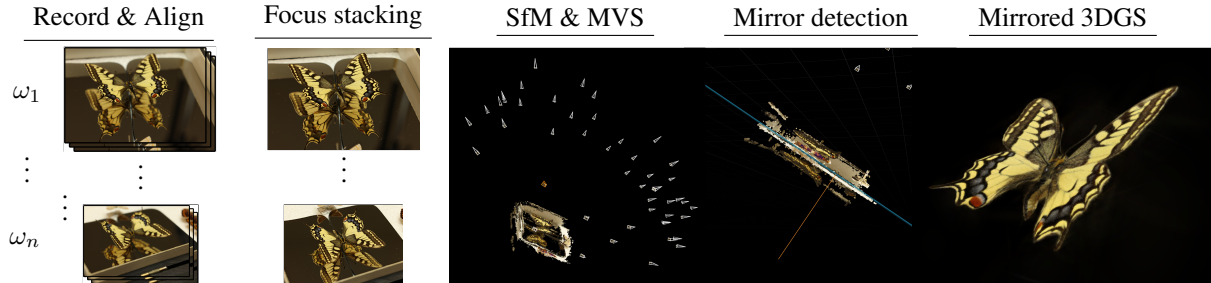 Record & Align
Focus stacking
SfM & MVS
Mirror detection
Mirrored 3DGS
ω1
ωn